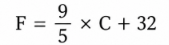 F = 9/5 × C + 32